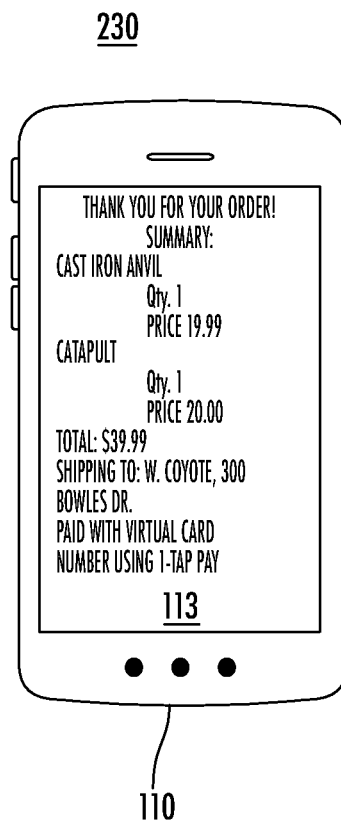 230
THANK YOU FOR YOUR ORDER!
SUMMARY:
CAST IRON ANVIL
Qty. 1
PRICE 19.99
CATAPULT
Qty. 1
PRICE 20.00
TOTAL: $39.99
SHIPPING TO: W. COYOTE, 300
BOWLES DR.
PAID WITH VIRTUAL CARD
NUMBER USING 1-TAP PAY
113
110